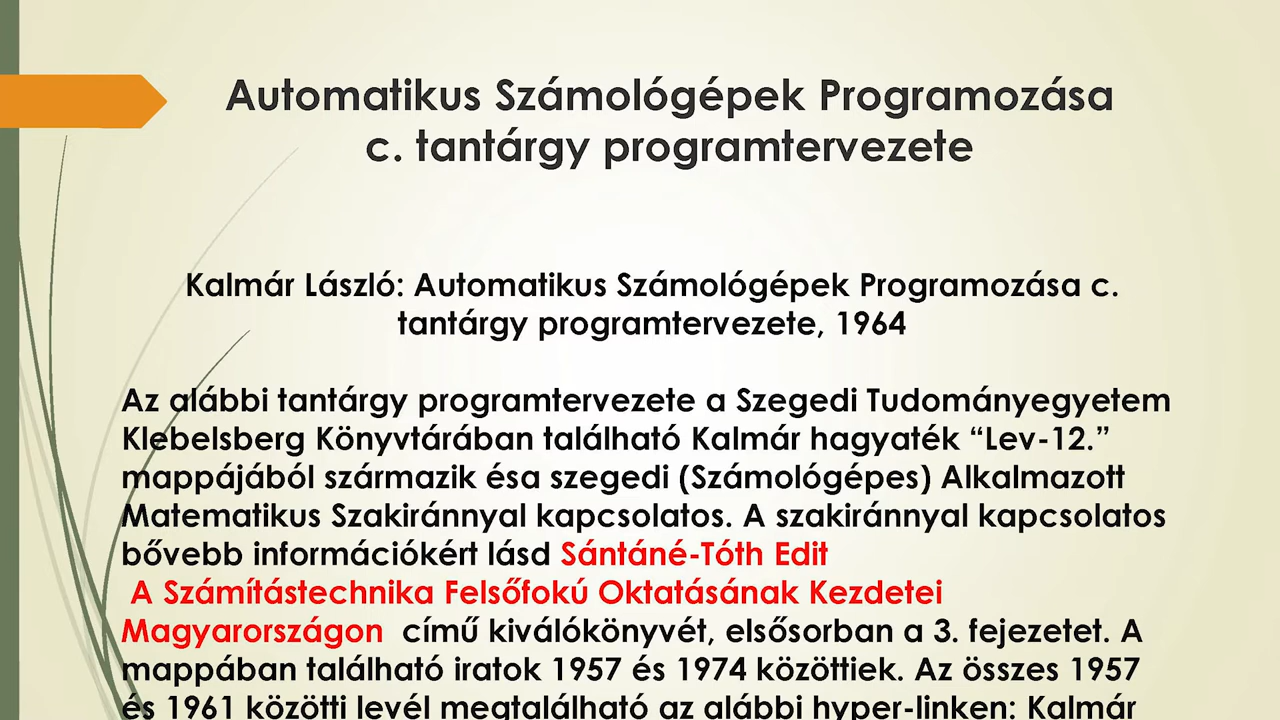 Automatikus Számológépek Programozása
c. tantárgy programtervezete
Kalmár László: Automatikus Számológépek Programozása c.
tantárgy programtervezete, 1964
Az alábbi tantárgy programtervezete a Szegedi Tudományegyetem
Klebelsberg Könyvtárában található Kalmár hagyaték “Lev-12.”
mappájából származik ésa szegedi (Számológépes) Alkalmazott
Matematikus Szakiránnyal kapcsolatos. A szakiránnyal kapcsolatos
bővebb információkért lásd Sántáné-Tóth Edit
A Számítástechnika Felsőfokú Oktatásának Kezdetei
Magyarországon című kiválókönyvét, elsősorban a 3. fejezetet. A
mappában található iratok 1957 és 1974 közöttiek. Az összes 1957
és 1961 közötti levél megtalálható az alábbi hyper-linken: Kalmár